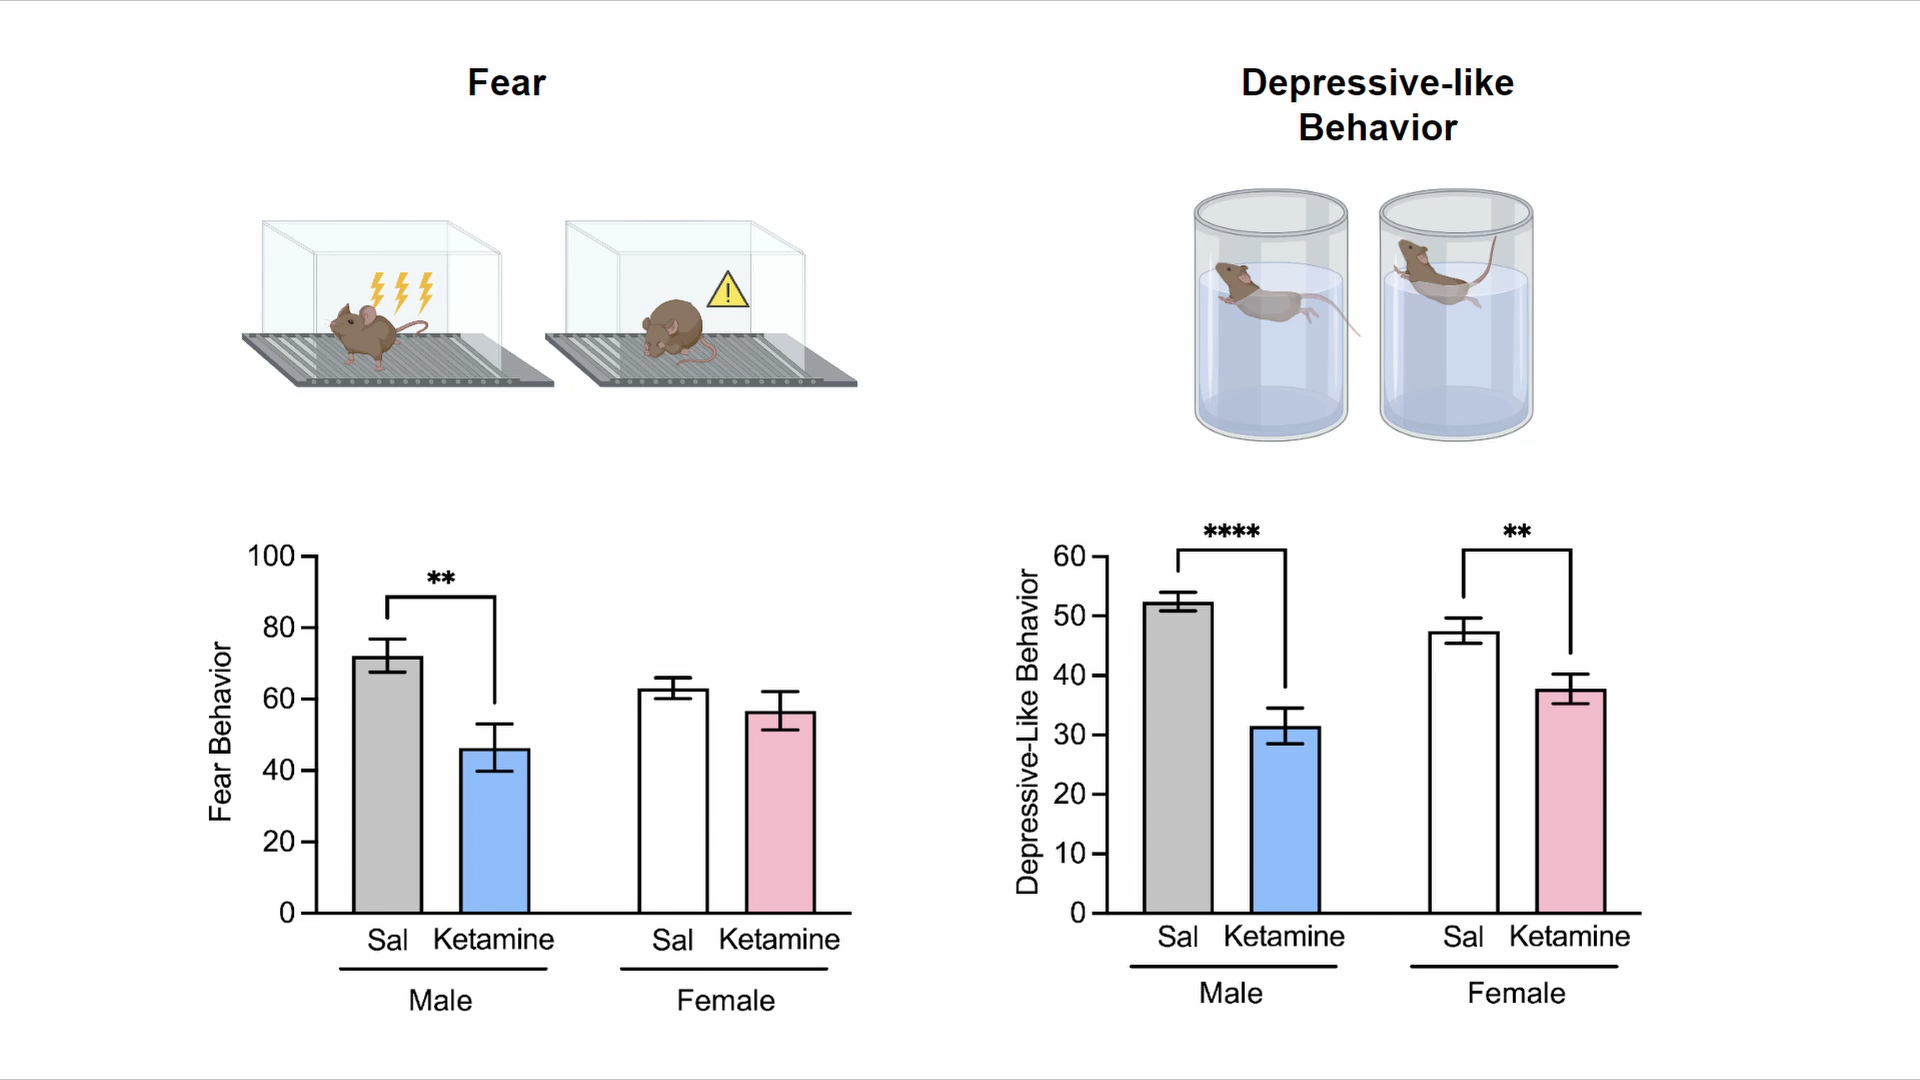 Fear
Depressive-like
Behavior
!
**
Fear Behavior
100
80
60
40
20
0
Sal Ketamine Sal Ketamine
Male Female
**** **
Depressive-Like Behavior
60
50
40
30
20
10
0
Sal Ketamine Sal Ketamine
Male Female